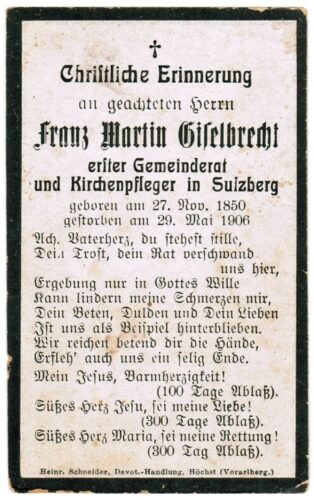 Christliche Erinnerung
an geachteten Herrn
Franz Martin Giselbrecht
erster Gemeinderat
und Kirchenpfleger in Sulzberg
geboren am 27. Nov. 1850
gestorben am 29. Mai 1906
Ach, Vaterherz, du stehest stille,
Dein Trost, dein Rat verschwand
uns hier,
Ergebung nur in Gottes Wille
Kann lindern meine Schmerzen mir,
Dein Beten, Dulden und Dein Lieben
Ist uns als Beispiel hinterblieben.
Wir reichen betend dir die Hände,
Erfleh' auch uns ein selig Ende.
Mein Jesus, Barmherzigkeit!
(100 Tage Ablaß).
Süßes Herz Jesu, sei meine Liebe!
(300 Tage Ablaß).
Süßes Herz Maria, sei meine Rettung!
(300 Tag Ablaß).
Heinr. Schneider, Devot.-Handlung, Höchst (Vorarlberg.)